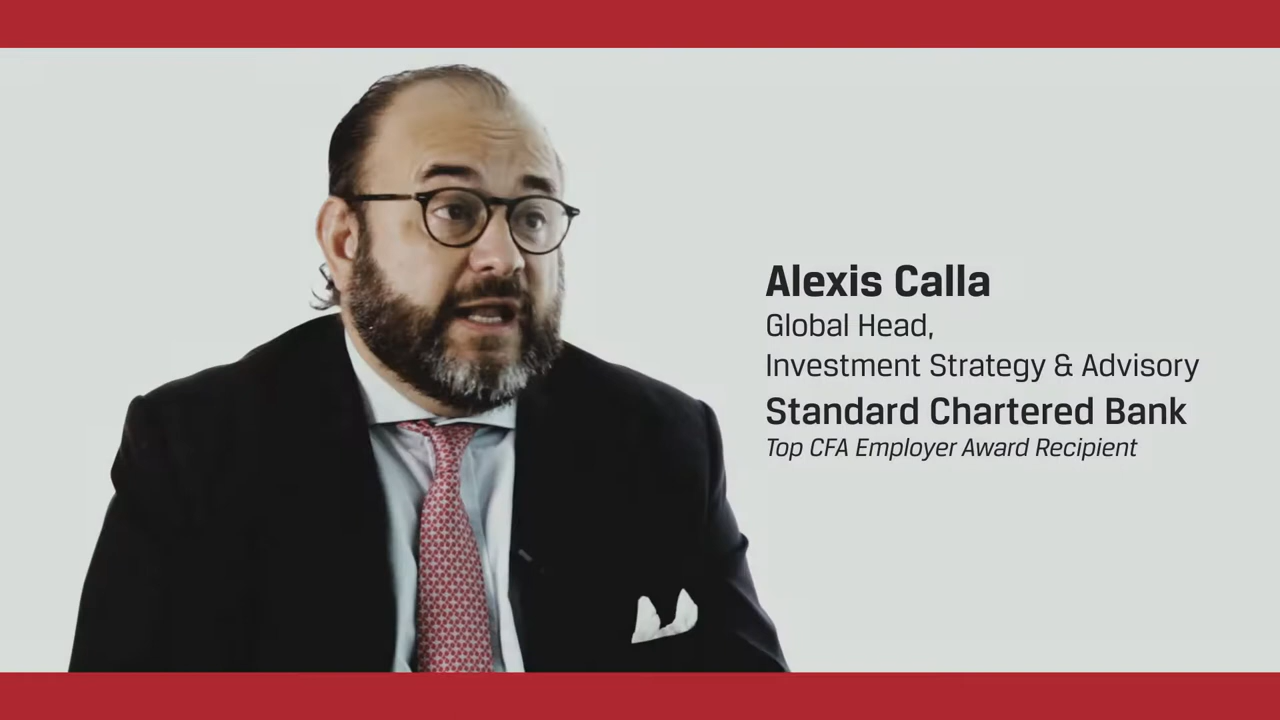 Alexis Calla
Global Head,
Investment Strategy & Advisory
Standard Chartered Bank
Top CFA Employer Award Recipient